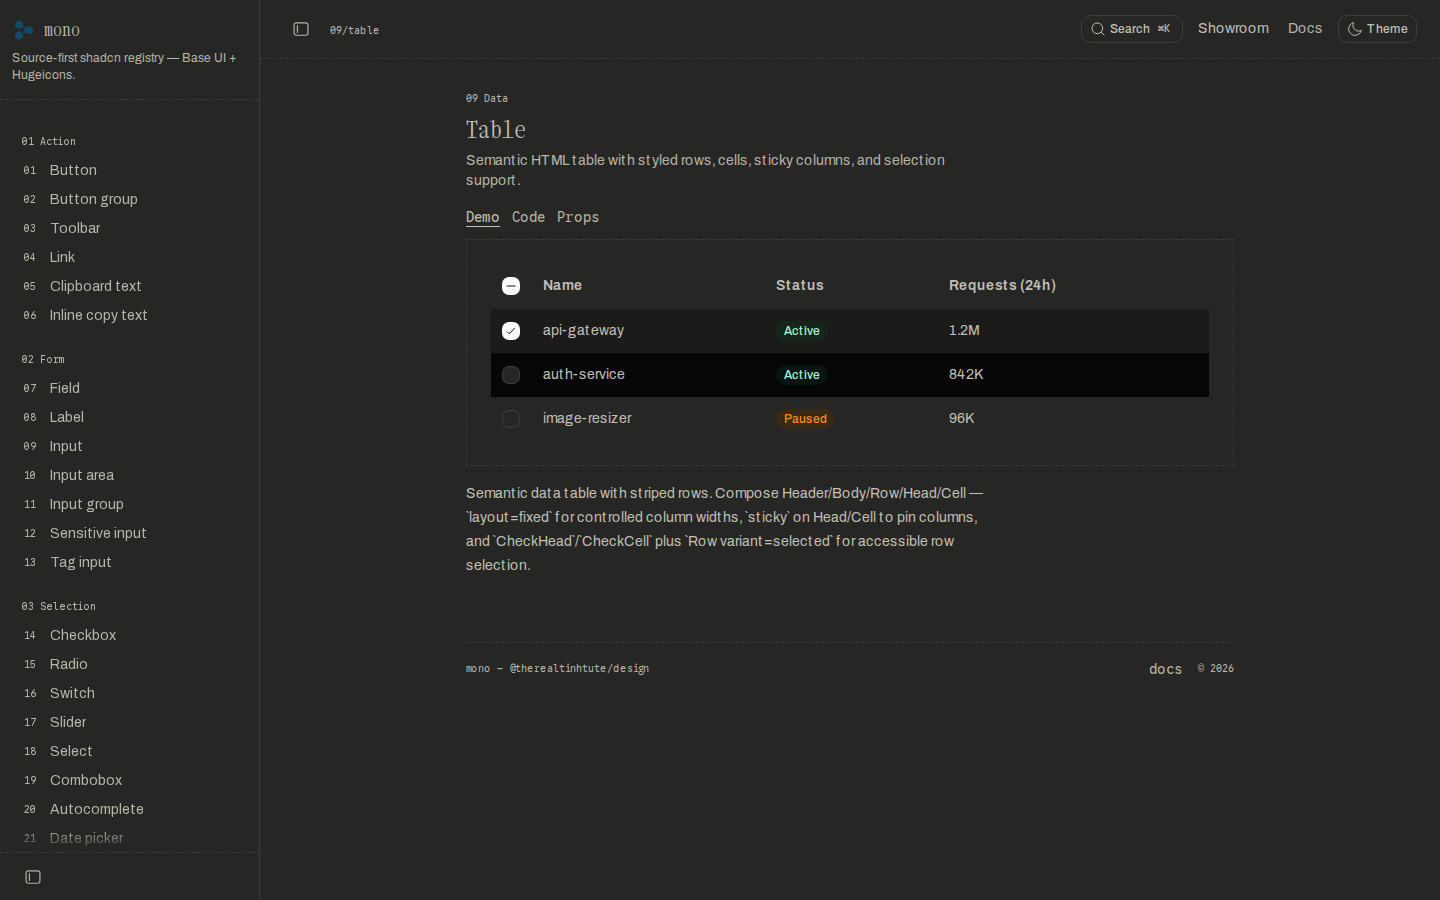 mono
Source-first shadcn registry — Base UI +
Hugeicons.
01 Action
01 Button
02 Button group
03 Toolbar
04 Link
05 Clipboard text
06 Inline copy text
02 Form
07 Field
08 Label
09 Input
10 Input area
11 Input group
12 Sensitive input
13 Tag input
03 Selection
14 Checkbox
15 Radio
16 Switch
17 Slider
18 Select
19 Combobox
20 Autocomplete
21 Date picker
09/table
Search ⌘K
Showroom
Docs
Theme
09 Data
Table
Semantic HTML table with styled rows, cells, sticky columns, and selection
support.
Demo Code Props
Name Status Requests (24h)
api-gateway Active 1.2M
auth-service Active 842K
image-resizer Paused 96K
Semantic data table with striped rows. Compose Header/Body/Row/Head/Cell —
`layout=fixed` for controlled column widths, `sticky` on Head/Cell to pin columns,
and `CheckHead`/`CheckCell` plus `Row variant=selected` for accessible row
selection.
mono — @therealtinhtute/design
docs © 2026